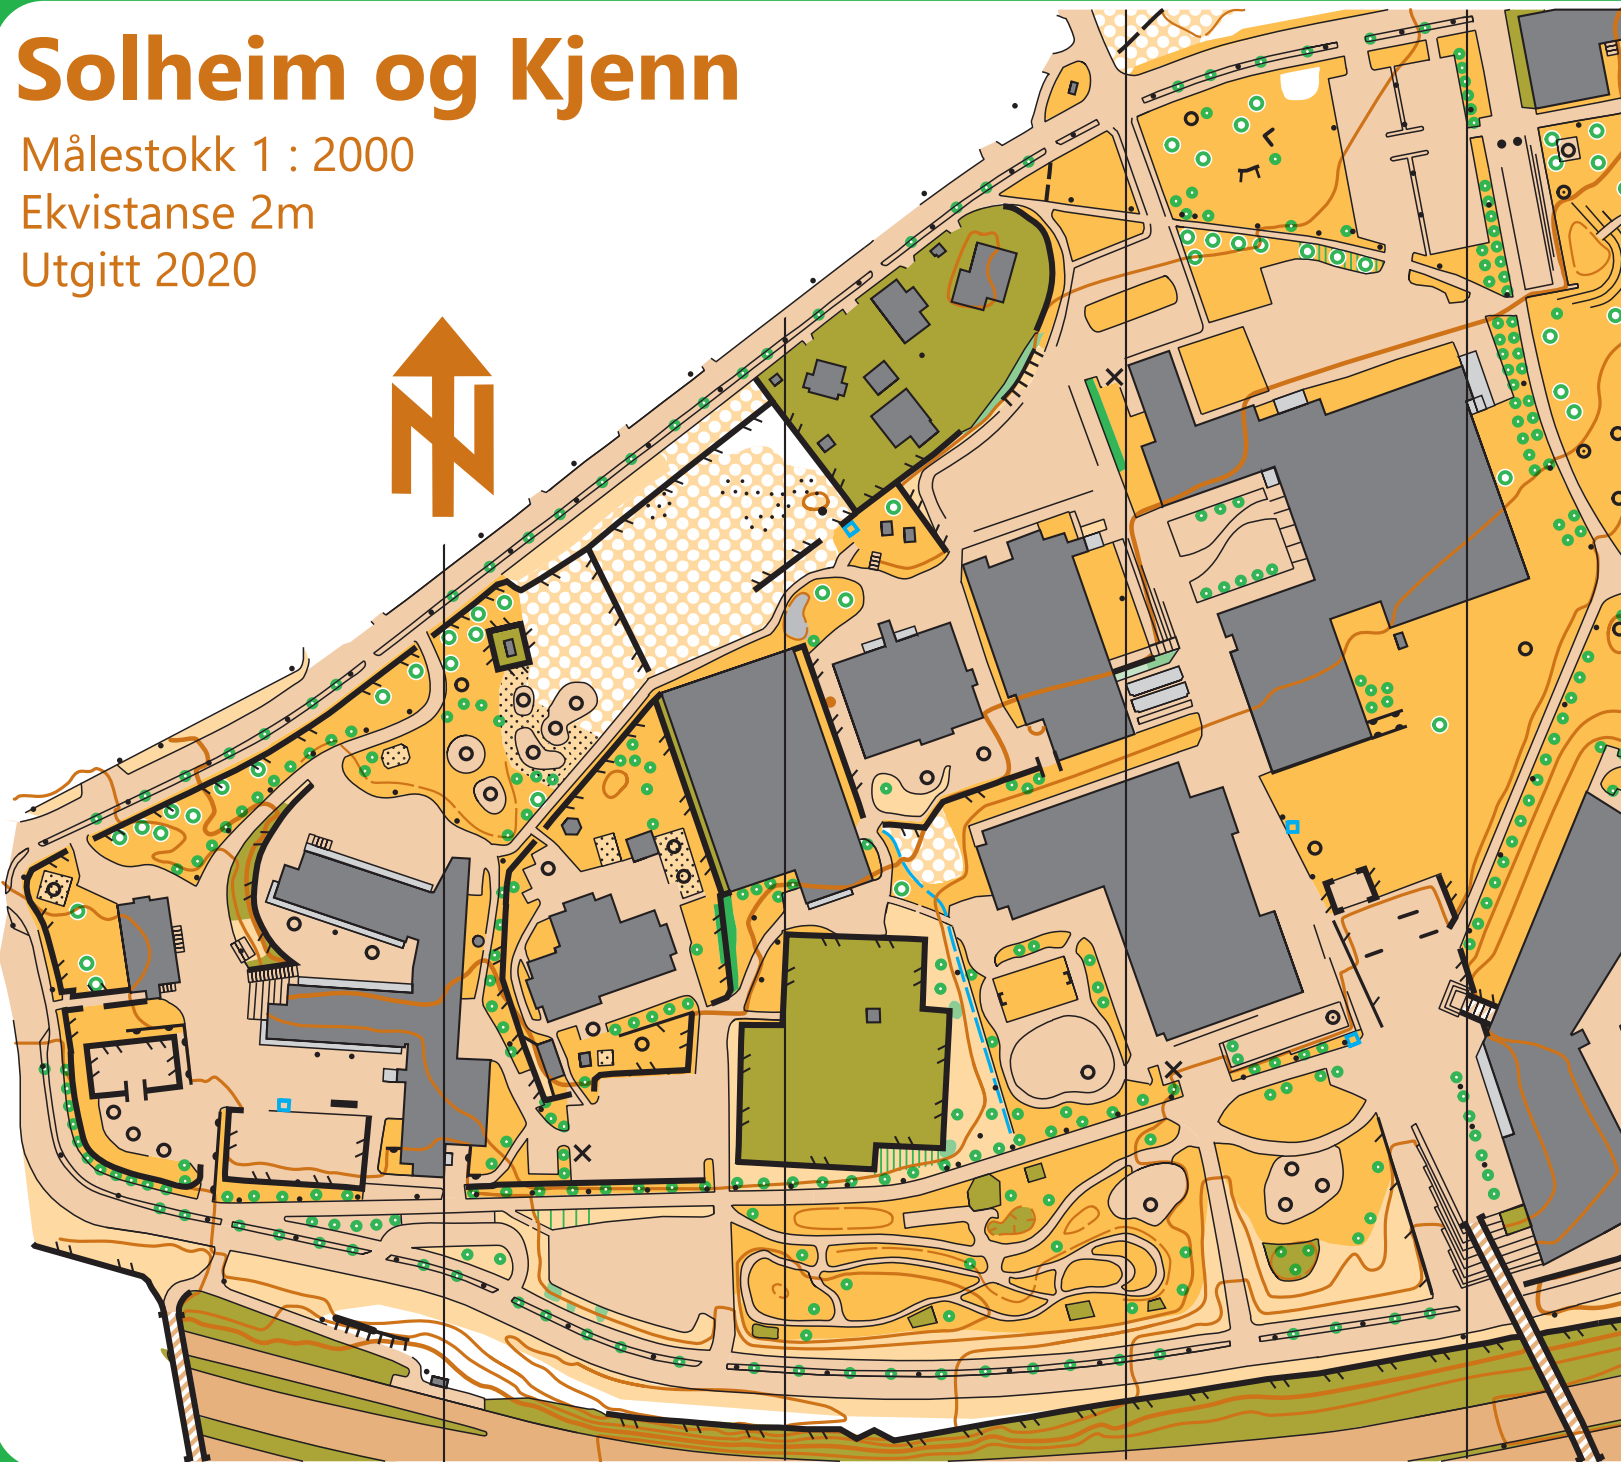 Solheim og Kjenn
Målestokk 1 : 2000
Ekvistanse 2m
Utgitt 2020
N